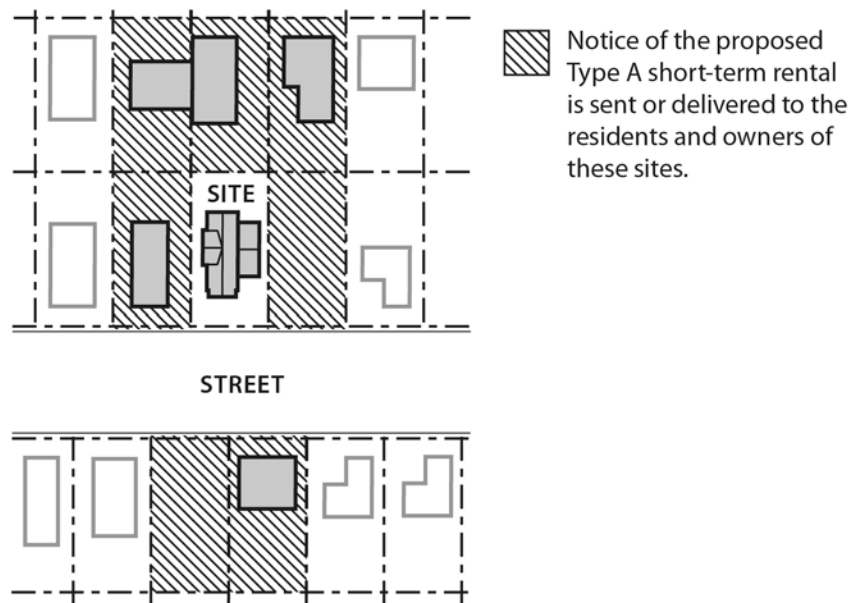 Notice of the proposed
Type A short-term rental
is sent or delivered to the
residents and owners of
these sites.
SITE
STREET